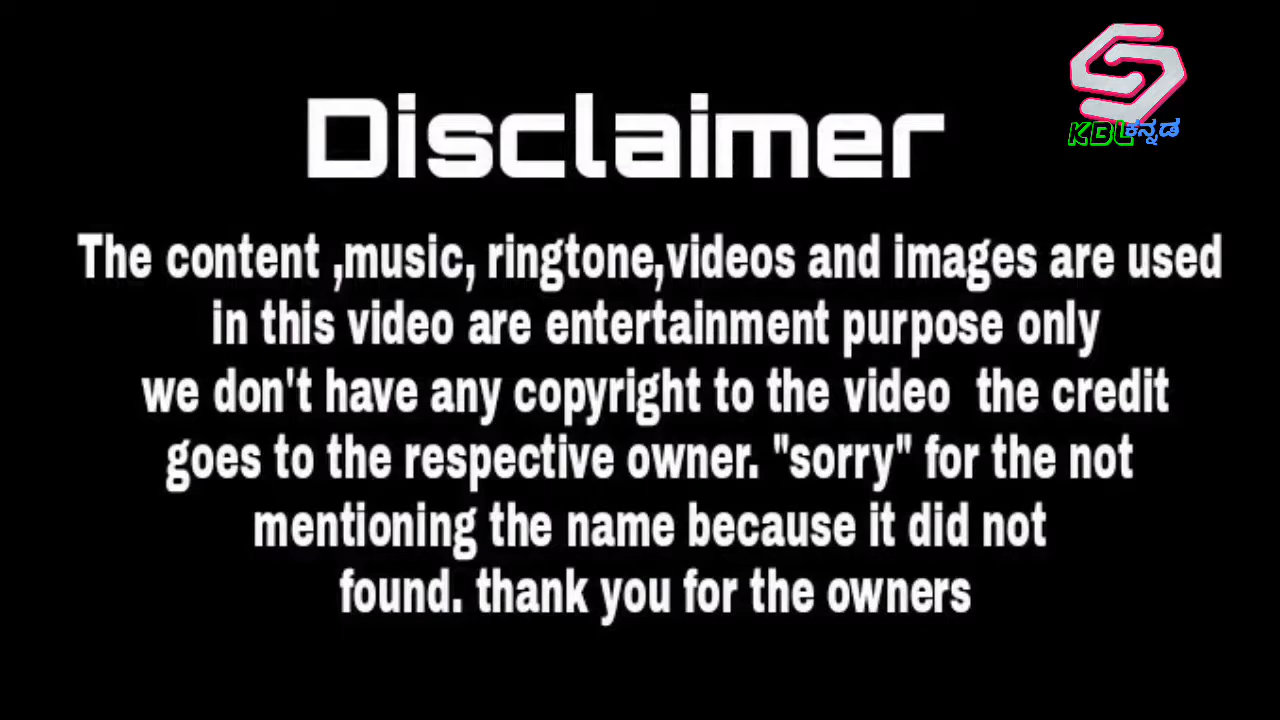 KBLಕನ್ನಡ
Disclaimer
The content ,music, ringtone,videos and images are used
in this video are entertainment purpose only
we don't have any copyright to the video the credit
goes to the respective owner. "sorry" for the not
mentioning the name because it did not
found. thank you for the owners